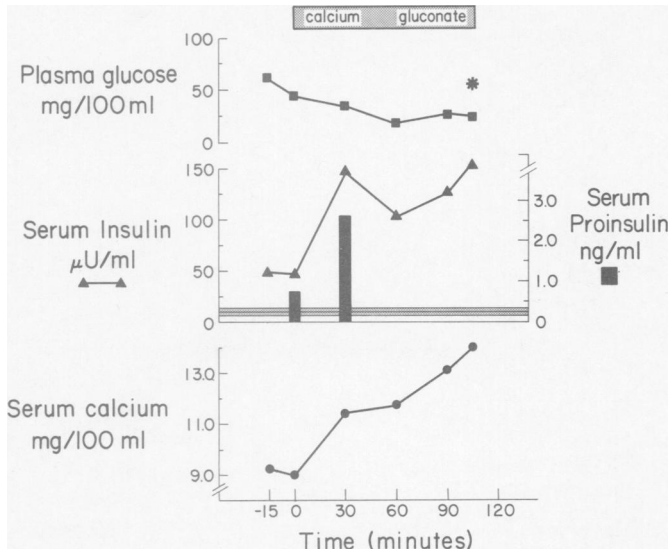 calcium gluconate
Plasma glucose
mg/100 ml
100
50
0
*
Serum Insulin
μU/ml
150
100
50
0
3.0
2.0
1.0
0
Serum
Proinsulin
ng/ml
Serum calcium
mg/100 ml
13.0
11.0
9.0
-15 0 30 60 90 120
Time (minutes)